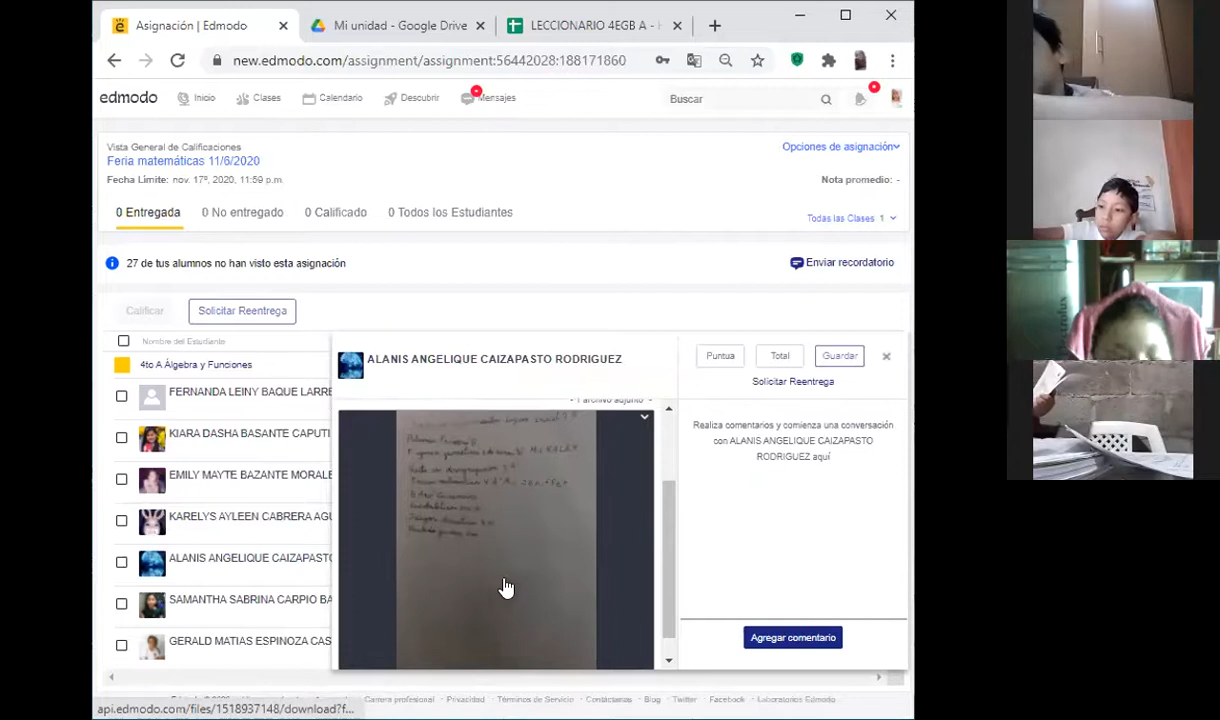 Asignación | Edmodo
Mi unidad - Google Drive
LECCIONARIO 4EGB A -
new.edmodo.com/assignment/assignment:56442028:188171860
edmodo
Inicio
Clases
Calendario
Descubrir
Mensajes
Buscar
Vista General de Calificaciones
Feria matemáticas 11/6/2020
Opciones de asignación
Fecha Límite: nov. 17º, 2020, 11:59 p.m.
Nota promedio: -
0 Entregada
0 No entregado
0 Calificado
0 Todos los Estudiantes
Todas las Clases 1
27 de tus alumnos no han visto esta asignación
Enviar recordatorio
Calificar
Solicitar Reentrega
Nombre del Estudiante
4to A Álgebra y Funciones
FERNANDA LEINY BAQUE LARRE
KIARA DASHA BASANTE CAPUTI
EMILY MAYTE BAZANTE MORALE
KARELYS AYLEEN CABRERA AGU
ALANIS ANGELIQUE CAIZAPASTO
SAMANTHA SABRINA CARPIO BA
GERALD MATIAS ESPINOZA CAS
ALANIS ANGELIQUE CAIZAPASTO RODRIGUEZ
Puntua
Total
Guardar
Solicitar Reentrega
1 archivo adjunto
Realiza comentarios y comienza una conversación
con ALANIS ANGELIQUE CAIZAPASTO
RODRIGUEZ aquí
Agregar comentario
Carrera profesional
Privacidad
Términos de Servicio
Contáctanos
Blog
Twitter
Facebook
Laboratorios Edmodo
api.edmodo.com/files/1518937148/download?f...